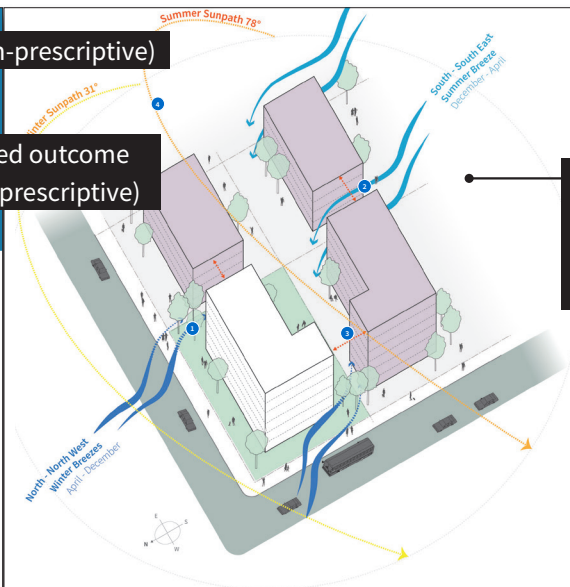 Summer Sunpath 78°
n-prescriptive)
inter Sunpath 31°
4
South - South East
Summer Breeze
December - April
ed outcome
prescriptive)
2
1
3
North - North West
Winter Breezes
April - December
E
S
N
W